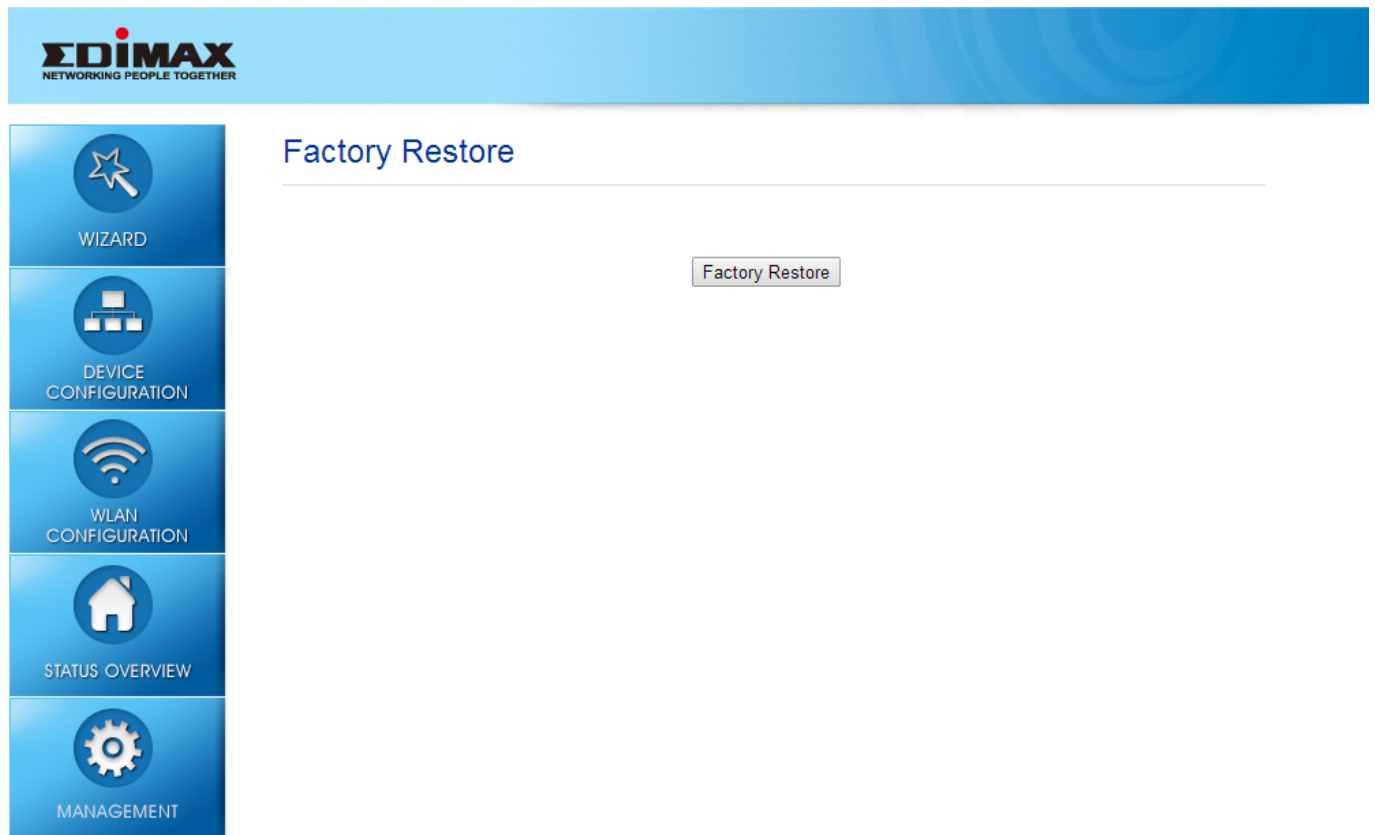 EDIMAX
NETWORKING PEOPLE TOGETHER
WIZARD
DEVICE
CONFIGURATION
WLAN
CONFIGURATION
STATUS OVERVIEW
MANAGEMENT
Factory Restore
Factory Restore